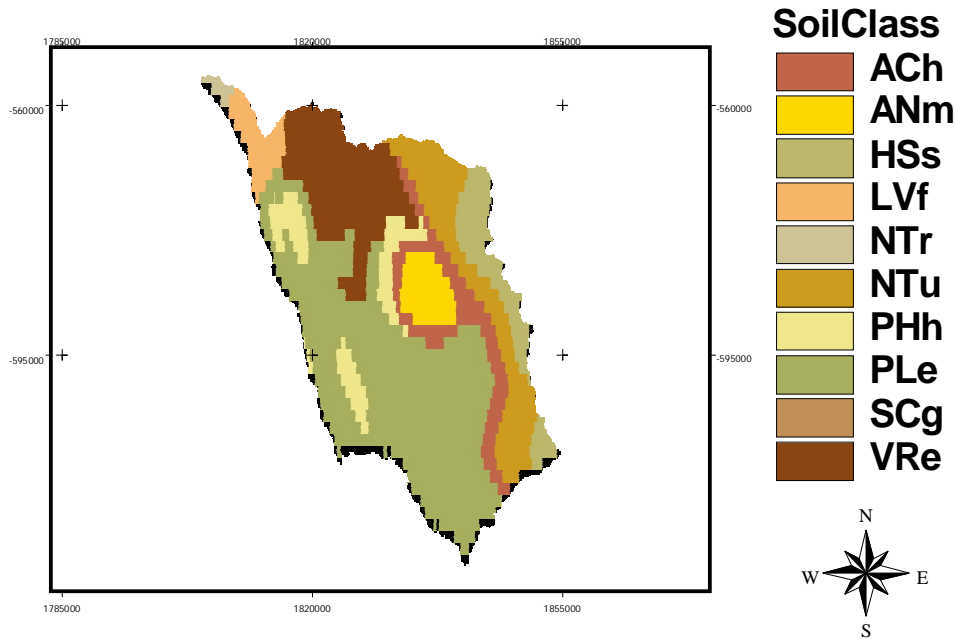 SoilClass
1785000 1820000 1855000
ACh
-560000 -560000
ANm
HSs
LVf
NTr
NTu
PHh
-595000 -595000
PLe
SCg
VRe
N
W E
S
1785000 1820000 1855000